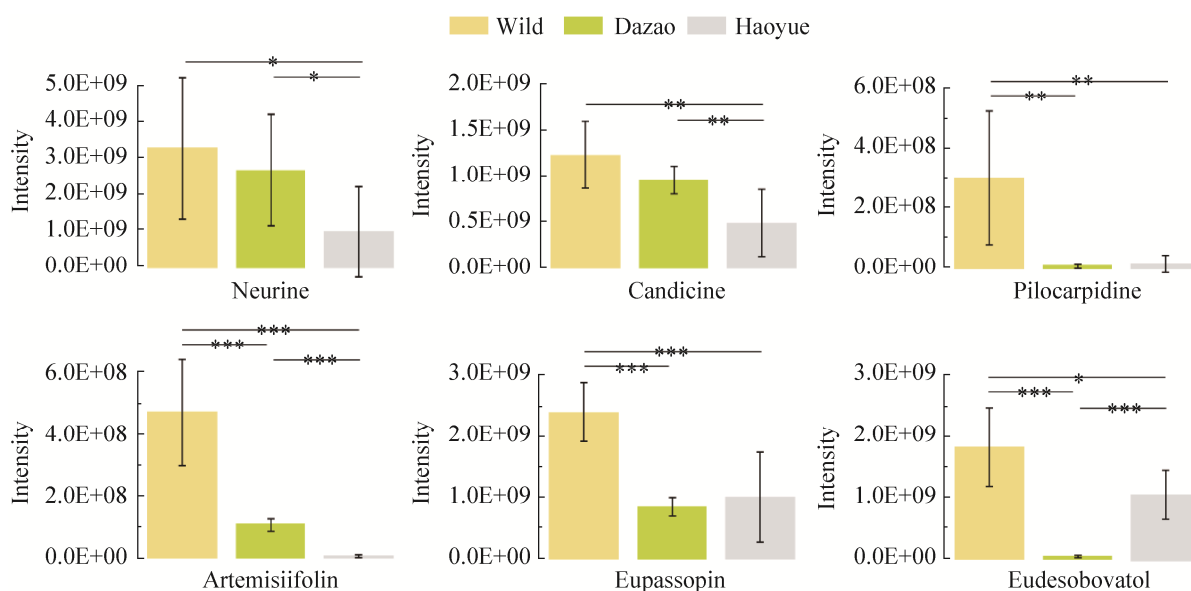 Wild Dazao Haoyue
* *
5.0E+09
4.0E+09
3.0E+09
2.0E+09
1.0E+09
0.0E+00
Intensity
Neurine
** **
2.0E+09
1.5E+09
1.0E+09
0.5E+09
0.0E+00
Intensity
Candicine
** **
6.0E+08
4.0E+08
2.0E+08
0.0E+00
Intensity
Pilocarpidine
***
*** ***
6.0E+08
4.0E+08
2.0E+08
0.0E+00
Intensity
Artemisiifolin
***
***
3.0E+09
2.0E+09
1.0E+09
0.0E+00
Intensity
Eupassopin
*
*** ***
3.0E+09
2.0E+09
1.0E+09
0.0E+00
Intensity
Eudesobovatol